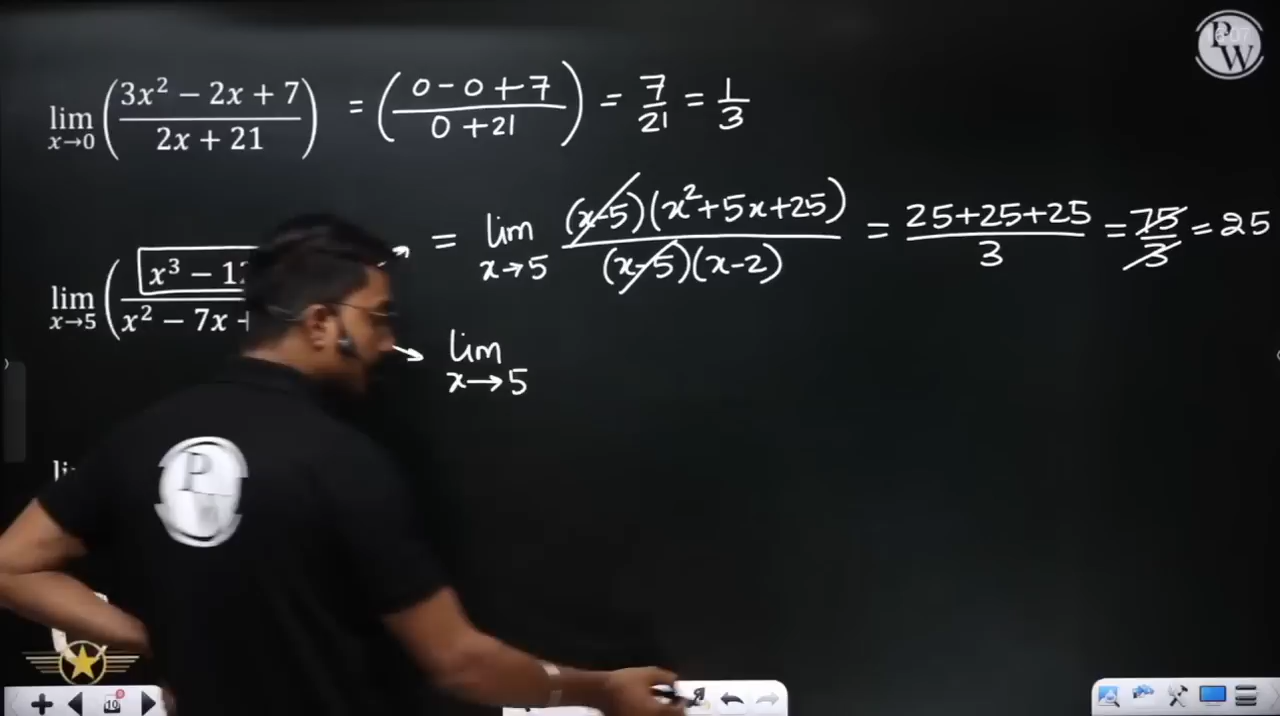 lim x→0 (3x² − 2x + 7 / 2x + 21) = (0 − 0 + 7 / 0 + 21) = 7/21 = 1/3
= lim x→5 (x-5)(x²+5x+25) / (x-5)(x-2) = 25+25+25 / 3 = 75/3 = 25
lim x→5 (x³ − 1 / x² − 7x +
lim x→5
PW